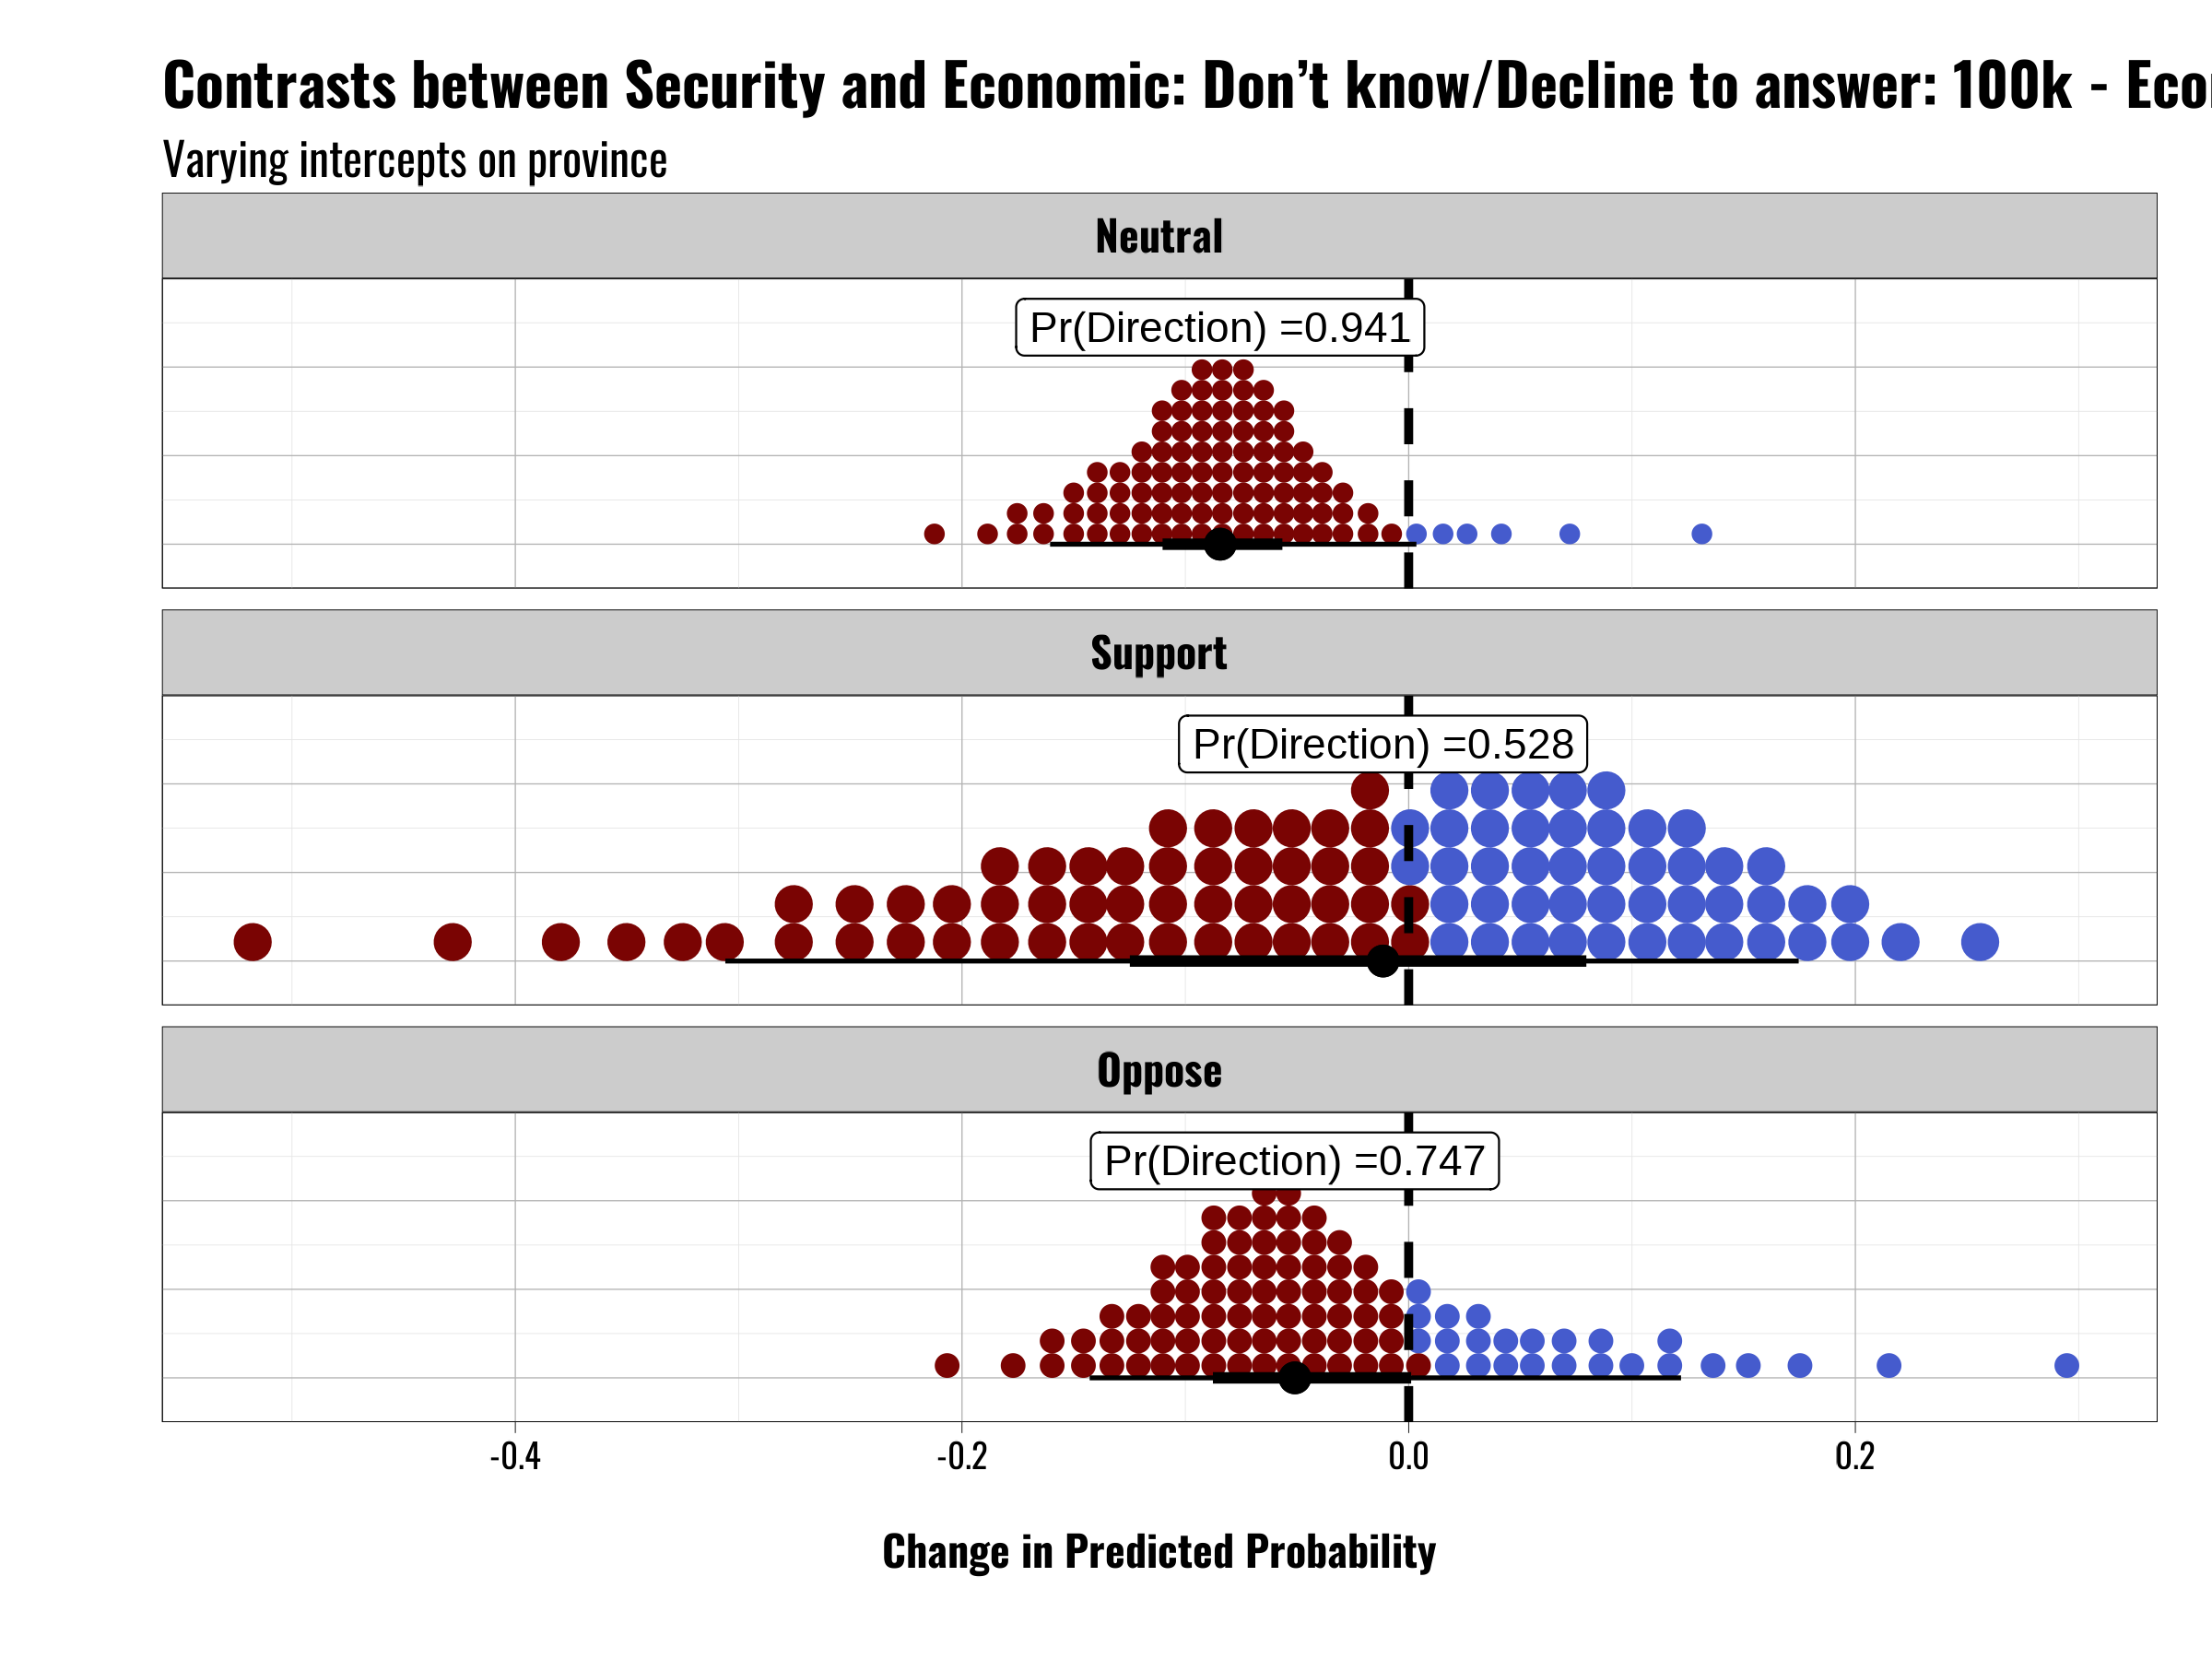 Contrasts between Security and Economic: Don’t know/Decline to answer: 100k - 
Varying intercepts on province
Neutral
Pr(Direction) =0.941
Support
Pr(Direction) =0.528
Oppose
Pr(Direction) =0.747
-0.4 -0.2 0.0 0.2
Change in Predicted Probability